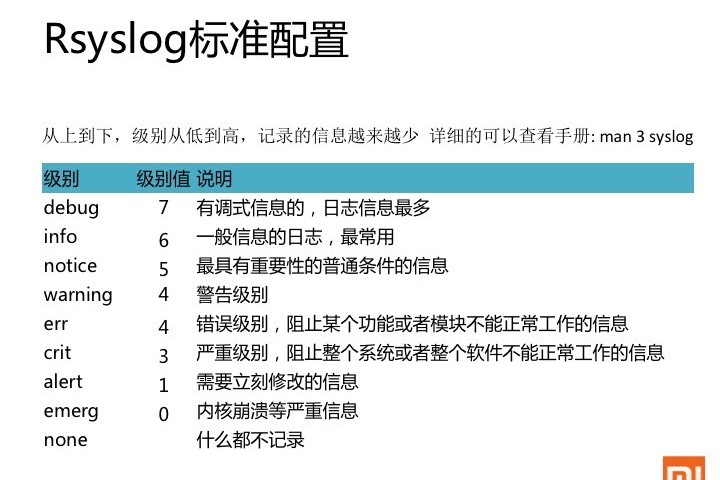 Rsyslog标准配置
从上到下，级别从低到高，记录的信息越来越少 详细的可以查看手册: man 3 syslog
级别 级别值 说明
debug 7 有调式信息的，日志信息最多
info 6 一般信息的日志，最常用
notice 5 最具有重要性的普通条件的信息
warning 4 警告级别
err 4 错误级别，阻止某个功能或者模块不能正常工作的信息
crit 3 严重级别，阻止整个系统或者整个软件不能正常工作的信息
alert 1 需要立刻修改的信息
emerg 0 内核崩溃等严重信息
none 什么都不记录